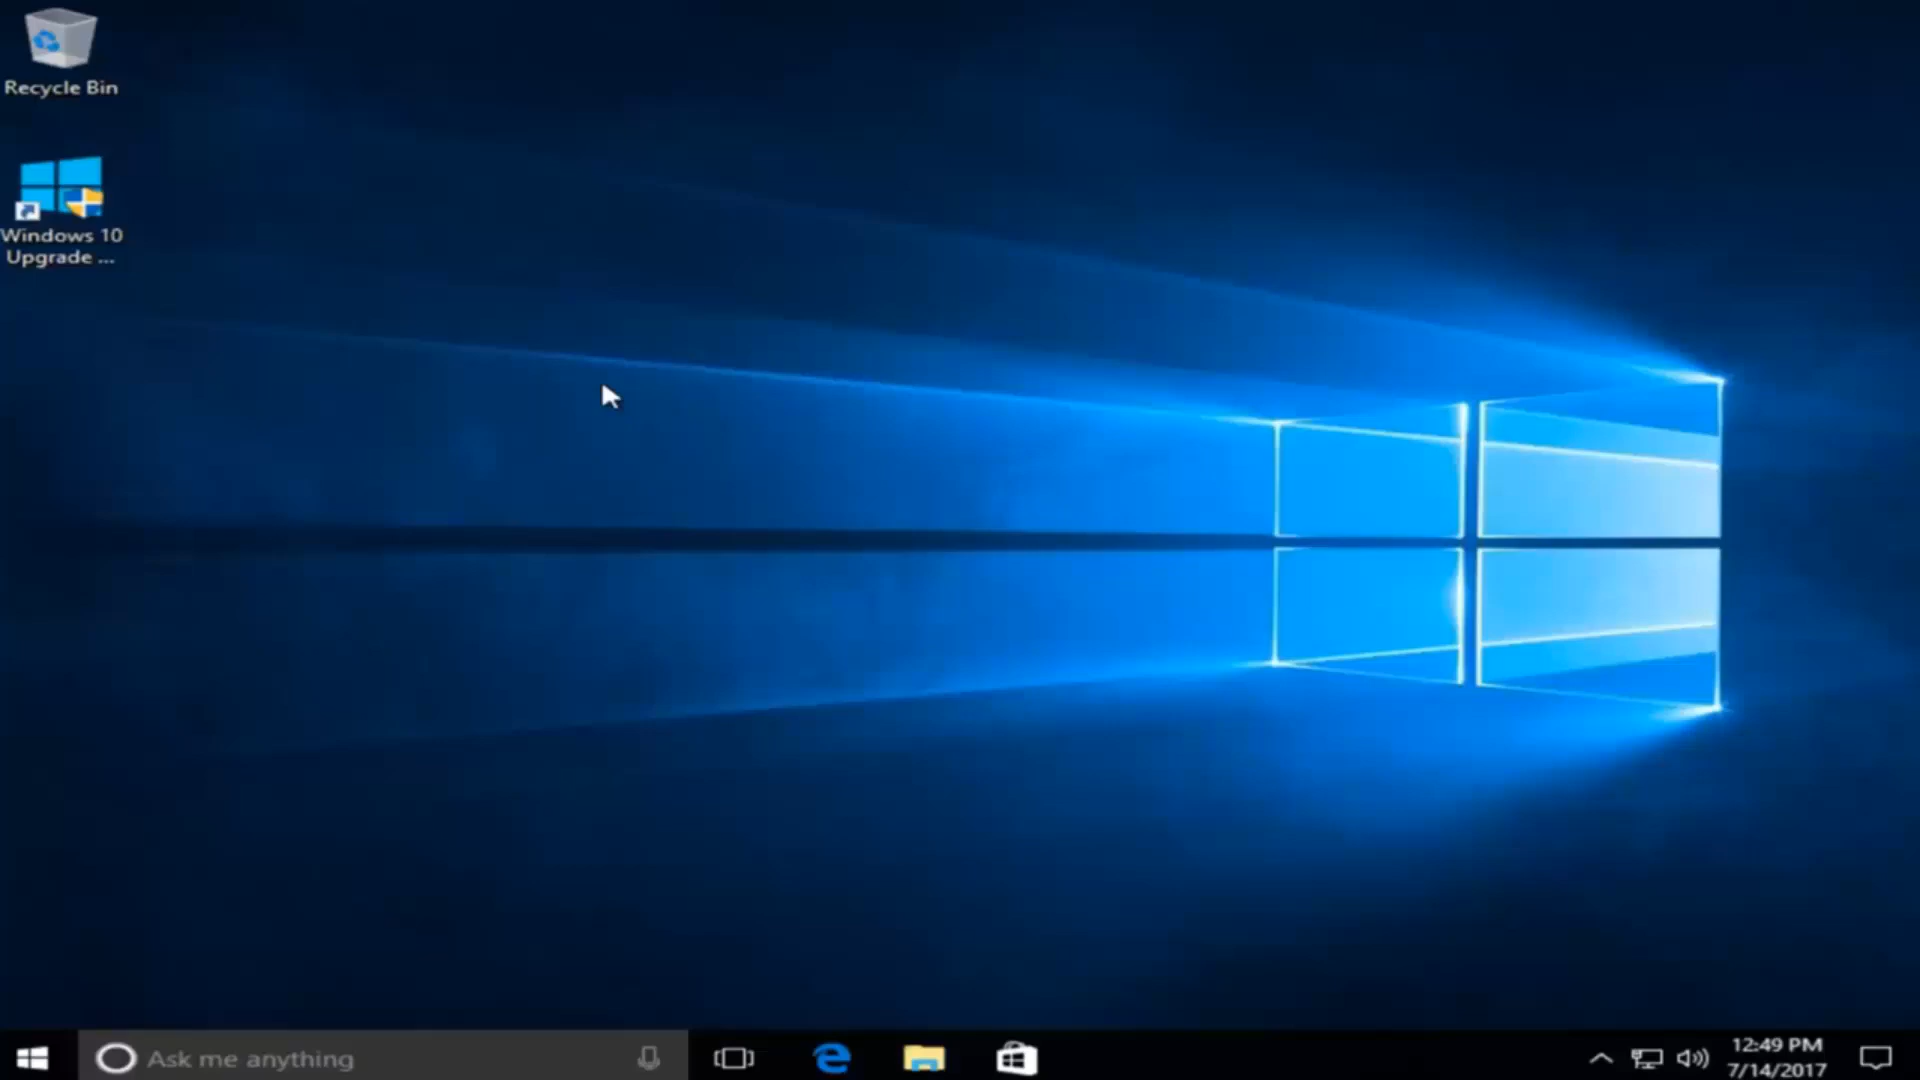 Recycle Bin
Windows 10
Upgrade ...
Ask me anything
12:49 PM
7/14/2017